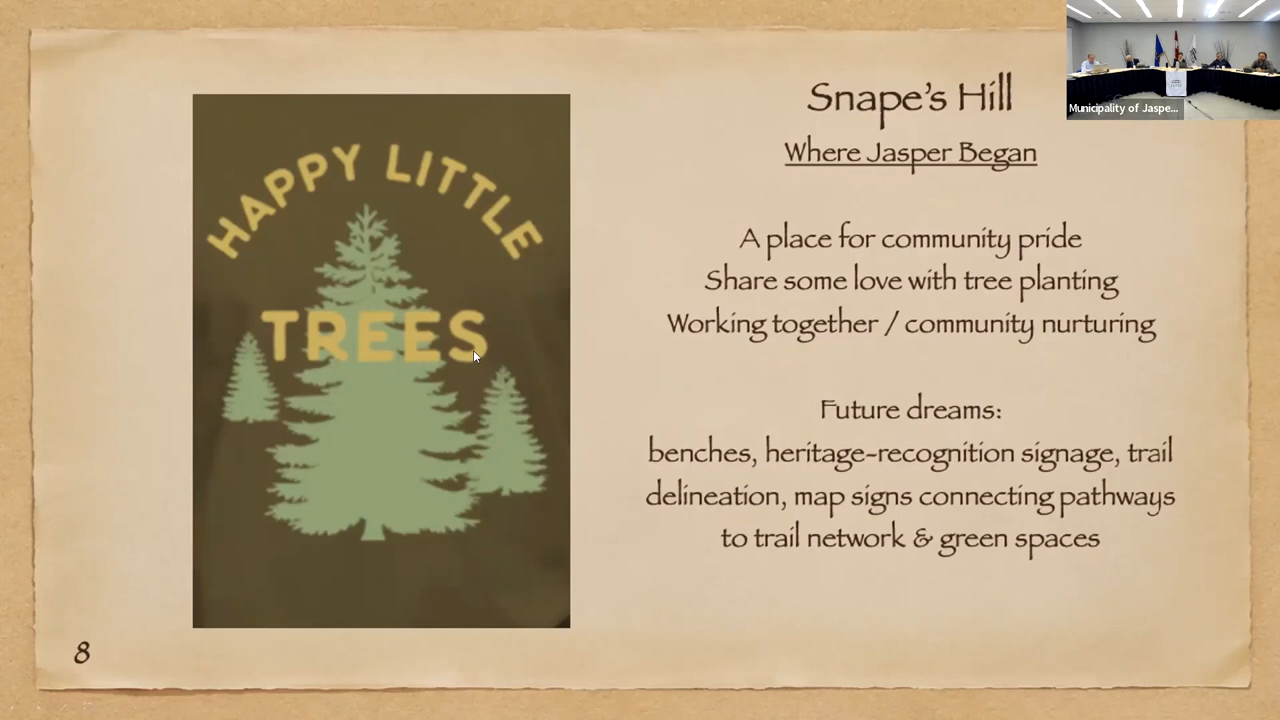 HAPPY LITTLE
TREES
Snape's Hill
Where Jasper Began
A place for community pride
Share some love with tree planting
Working together / community nurturing
Future dreams:
benches, heritage-recognition signage, trail
delineation, map signs connecting pathways
to trail network & green spaces
8
Municipality of Jaspe...